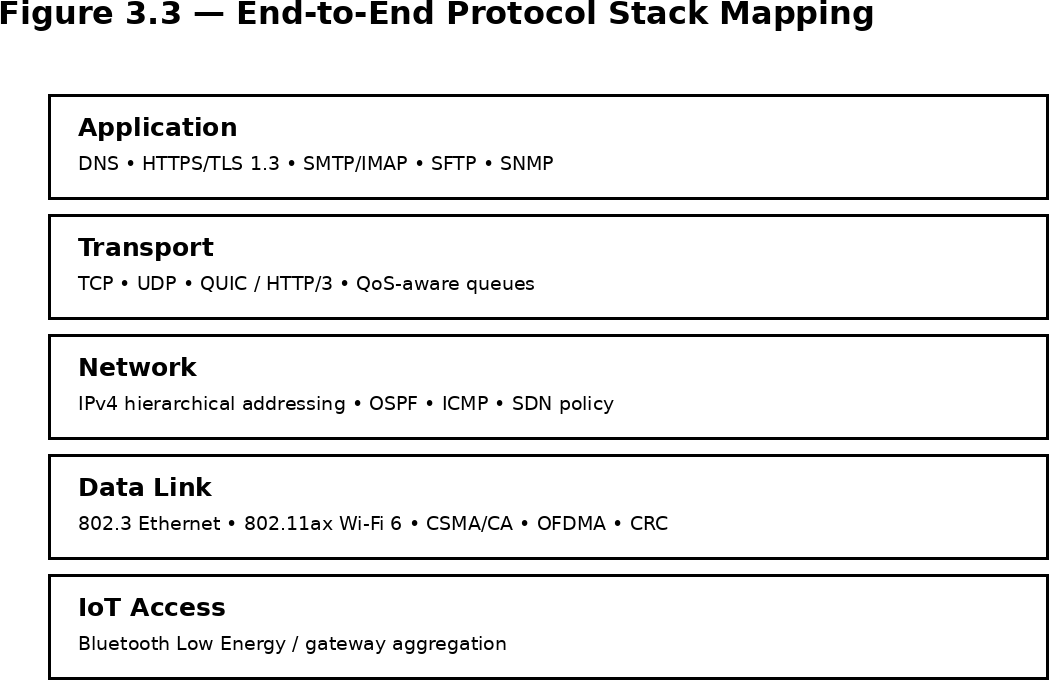 Figure 3.3 — End-to-End Protocol Stack Mapping
Application
DNS • HTTPS/TLS 1.3 • SMTP/IMAP • SFTP • SNMP
Transport
TCP • UDP • QUIC / HTTP/3 • QoS-aware queues
Network
IPv4 hierarchical addressing • OSPF • ICMP • SDN policy
Data Link
802.3 Ethernet • 802.11ax Wi-Fi 6 • CSMA/CA • OFDMA • CRC
IoT Access
Bluetooth Low Energy / gateway aggregation